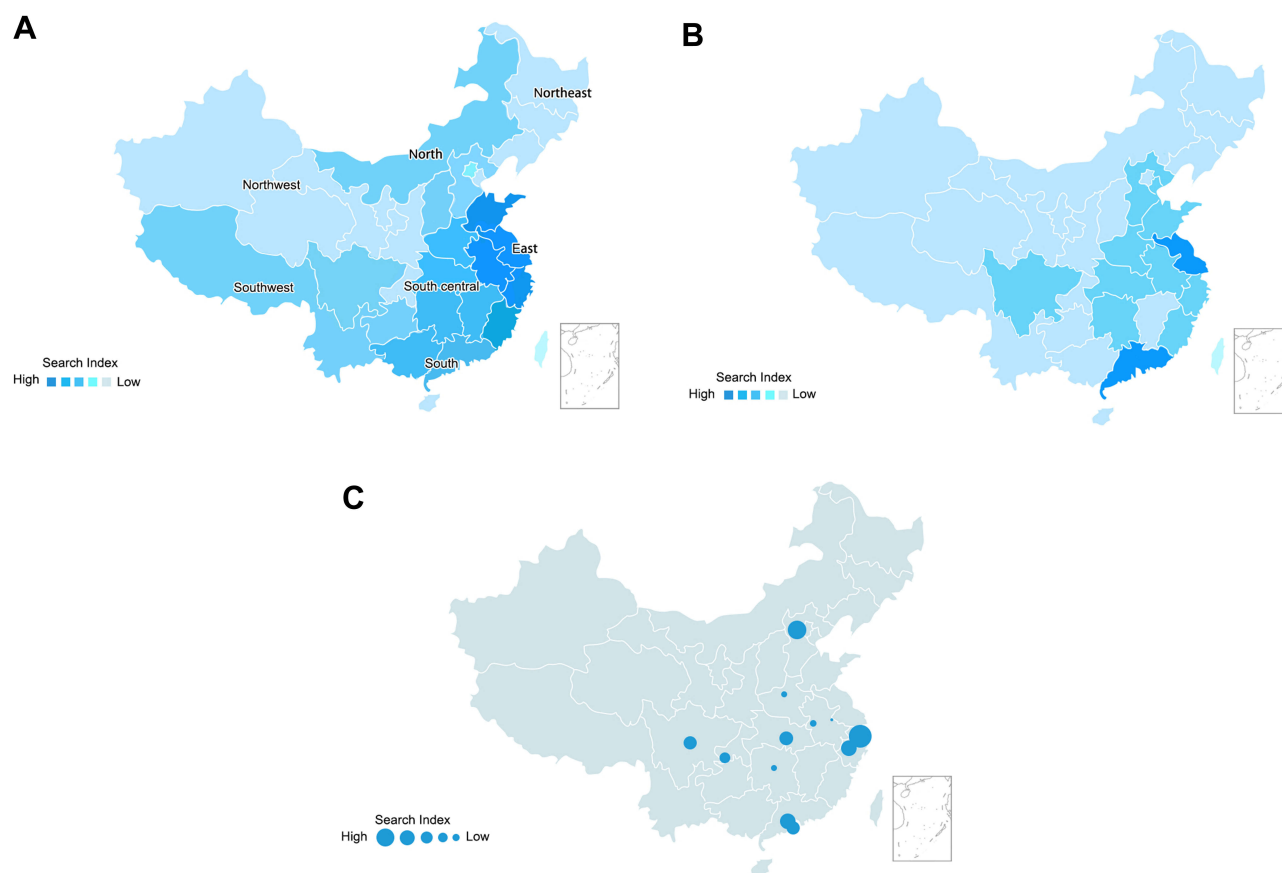 A
B
Northeast
North
Northwest
East
Southwest
South central
South
Search Index
High
Low
Search Index
High
Low
C
Search Index
High
Low